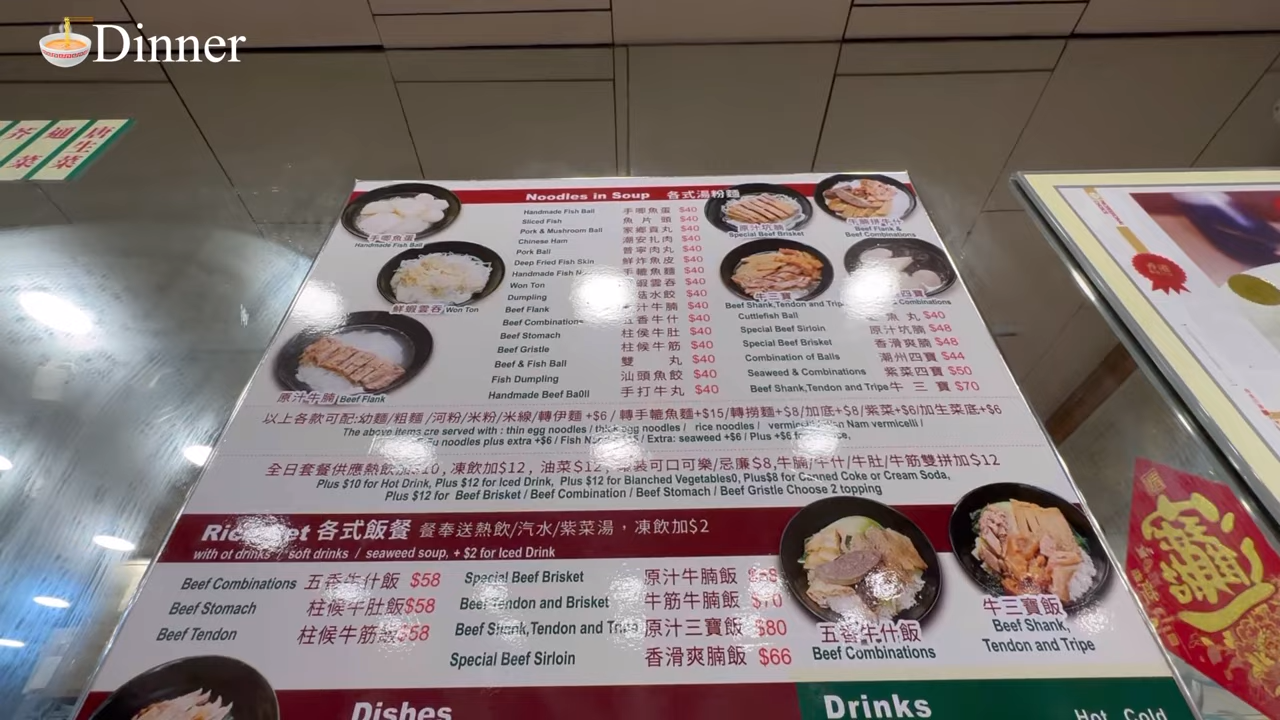 Dinner
芥菜
唐生菜
Noodles in Soup 各式湯粉麵
Handmade Fish Ball 手唧魚蛋 $40
Sliced Fish 魚片頭 $40
Pork & Mushroom Ball 家鄉貢丸 $40
Chinese Ham 潮安扎肉 $40
Pork Ball 普寧肉丸 $40
Deep Fried Fish Skin 鮮炸魚皮 $40
Handmade Fish 手轆魚麵 $40
Won Ton 蝦雲吞 $40
Dumpling 水餃 $40
Beef Flank 汁牛腩 $40
Beef Combinations 五香牛什 $40
Beef Stomach 柱侯牛肚 $40
Beef Gristle 柱候牛筋 $40
Beef & Fish Ball 雙丸 $40
Fish Dumpling 汕頭魚餃 $40
Handmade Beef Ba0ll 手打牛丸 $40
手唧魚蛋
Handmade Fish Ball
鮮蝦雲吞 Won Ton
原汁牛腩 Beef Flank
原汁坑腩
Special Beef Brisket
牛腩拼牛什
Beef Flank &
Beef Combinations
牛三寶
Beef Shank,Tendon and Trip
四寶
Combinations
Cuttlefish Ball 魚丸 $40
Special Beef Sirloin 原汁坑腩 $48
Special Beef Brisket 香滑爽腩 $48
Combination of Balls 潮州四寶 $44
Seaweed & Combinations 紫菜四寶 $50
Beef Shank,Tendon and Tripe 牛三寶 $70
以上各款可配:幼麵/粗麵 /河粉/米粉/米線/轉伊麵 +$6 / 轉手轆魚麵+$15/轉撈麵+$8/加底+$8/紫菜+$6/加生菜底+$6
The above items cre served with : thin egg noodles / thick egg noodles / rice noodles / Nam vermicelli /
Fu noodles plus extra +$6 / Fish / Extra: seaweed +$6 / Plus +$6
全日套餐供應熱飲 $10 , 凍飲加$12 , 油菜$12 可口可樂/忌廉$8,牛腩/牛什/牛肚/牛筋雙拼加$12
Plus $10 for Hot Drink, Plus $12 for Iced Drink, Plus $12 for Blanched Vegetables0, Plus$8 for Canned Coke or Cream Soda,
Plus $12 for Beef Brisket / Beef Combination / Beef Stomach / Beef Gristle Choose 2 topping
Rice Set 各式飯餐 餐奉送熱飲/汽水/紫菜湯，凍飲加$2
with ot drinks / soft drinks / seaweed soup, + $2 for Iced Drink
Beef Combinations 五香牛什飯 $58
Beef Stomach 柱候牛肚飯 $58
Beef Tendon 柱候牛筋飯 $58
Special Beef Brisket 原汁牛腩飯
Beef Tendon and Brisket 牛筋牛腩飯 $70
Beef Shank,Tendon and Tripe 原汁三寶飯 $80
Special Beef Sirloin 香滑爽腩飯 $66
五香牛什飯
Beef Combinations
牛三寶飯
Beef Shank,
Tendon and Tripe
Dishes
Drinks
Hot Cold